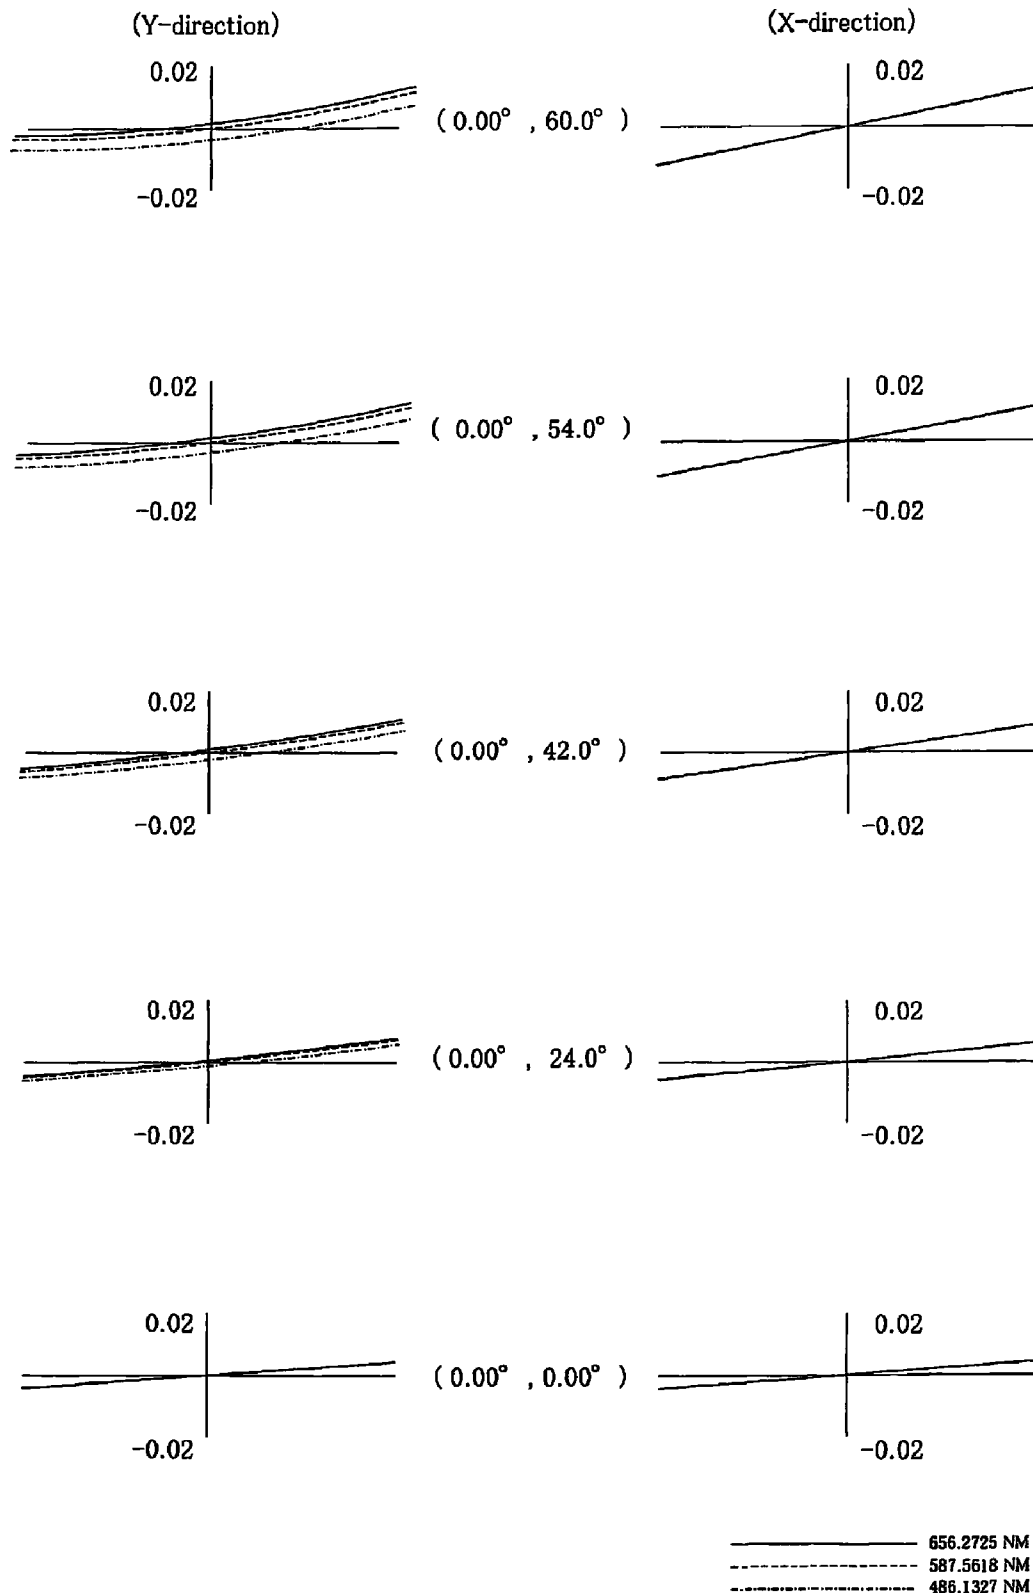 (Y-direction) (X-direction)
0.02 0.02
(0.00° , 60.0° )
-0.02 -0.02
0.02 0.02
( 0.00° , 54.0° )
-0.02 -0.02
0.02 0.02
(0.00° , 42.0° )
-0.02 -0.02
0.02 0.02
(0.00° , 24.0° )
-0.02 -0.02
0.02 0.02
(0.00° , 0.00° )
-0.02 -0.02
656.2725 NM
587.5618 NM
486.1327 NM